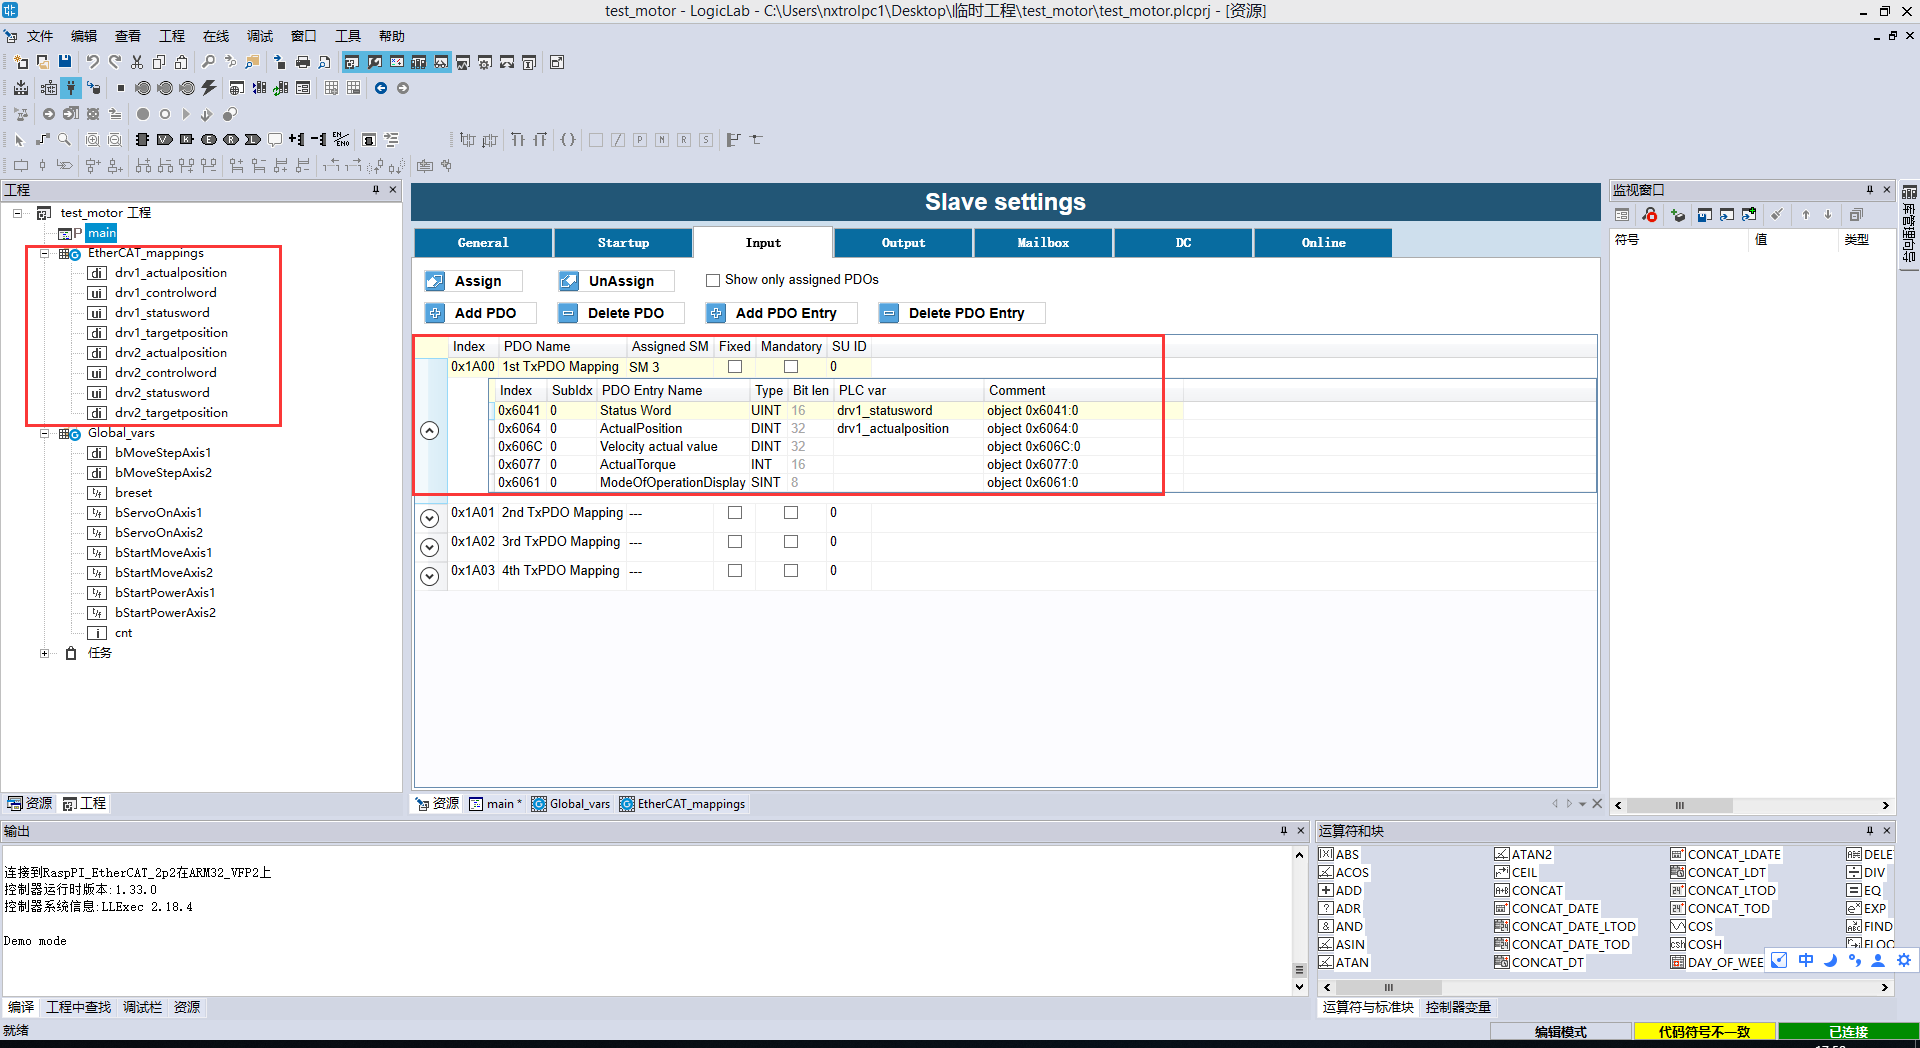 test_motor - LogicLab - C:\Users\nxtrolpc1\Desktop\临时工程\test_motor\test_motor.plcprj - [资源]
文件 编辑 查看 工程 在线 调试 窗口 工具 帮助
工程
test_motor 工程
P main
EtherCAT_mappings
di drv1_actualposition
ui drv1_controlword
ui drv1_statusword
di drv1_targetposition
di drv2_actualposition
ui drv2_controlword
ui drv2_statusword
di drv2_targetposition
Global_vars
di bMoveStepAxis1
di bMoveStepAxis2
t/f breset
t/f bServoOnAxis1
t/f bServoOnAxis2
t/f bStartMoveAxis1
t/f bStartMoveAxis2
t/f bStartPowerAxis1
t/f bStartPowerAxis2
i cnt
任务
资源 工程
Slave settings
General Startup Input Output Mailbox DC Online
Assign UnAssign Show only assigned PDOs
Add PDO Delete PDO Add PDO Entry Delete PDO Entry
Index PDO Name Assigned SM Fixed Mandatory SU ID
0x1A00 1st TxPDO Mapping SM 3 0
Index SubIdx PDO Entry Name Type Bit len PLC var Comment
0x6041 0 Status Word UINT 16 drv1_statusword object 0x6041:0
0x6064 0 ActualPosition DINT 32 drv1_actualposition object 0x6064:0
0x606C 0 Velocity actual value DINT 32 object 0x606C:0
0x6077 0 ActualTorque INT 16 object 0x6077:0
0x6061 0 ModeOfOperationDisplay SINT 8 object 0x6061:0
0x1A01 2nd TxPDO Mapping --- 0
0x1A02 3rd TxPDO Mapping --- 0
0x1A03 4th TxPDO Mapping --- 0
资源 main * Global_vars EtherCAT_mappings
监视窗口
符号 值 类型
库管理向导
输出
连接到RaspPI_EtherCAT_2p2在ARM32_VFP2上
控制器运行时版本:1.33.0
控制器系统信息:LLExec 2.18.4
Demo mode
编译 工程中查找 调试栏 资源
运算符和块
ABS ATAN2 CONCAT_LDATE DELE
ACOS CEIL CONCAT_LDT DIV
ADD CONCAT CONCAT_LTOD EQ
ADR CONCAT_DATE CONCAT_TOD EXP
AND CONCAT_DATE_LTOD COS FIND
ASIN CONCAT_DATE_TOD COSH FLOO
ATAN CONCAT_DT DAY_OF_WEE
中
运算符与标准块 控制器变量
就绪 编辑模式 代码符号不一致 已连接